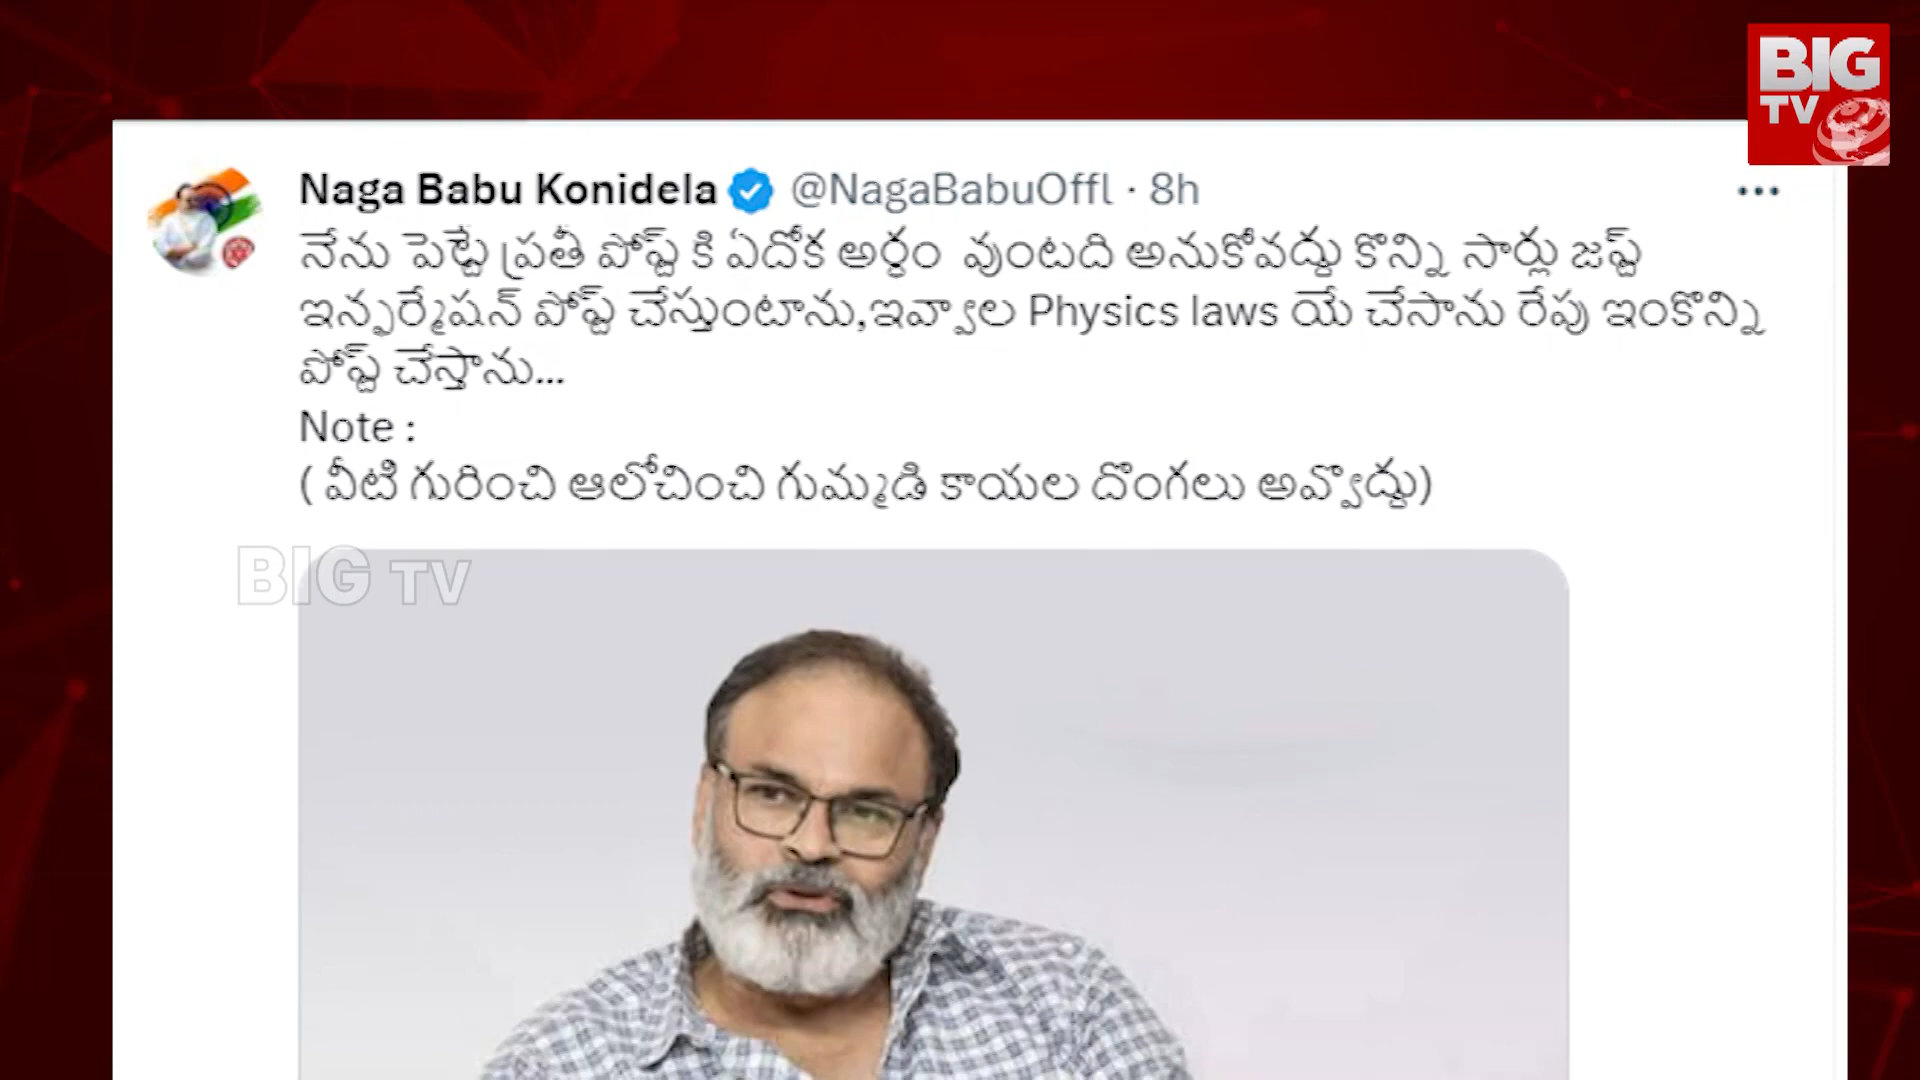 BIG
TV
Naga Babu Konidela @NagaBabuOffl · 8h
నేను పెట్టే ప్రతీ పోస్ట్ కి ఏదోక అర్ధం వుంటది అనుకోవద్దు కొన్ని సార్లు జస్ట్
ఇన్ఫర్మేషన్ పోస్ట్ చేస్తుంటాను,ఇవ్వాల Physics laws యే చేసాను రేపు ఇంకొన్ని
పోస్ట్ చేస్తాను...
Note :
( వీటి గురించి ఆలోచించి గుమ్మడి కాయల దొంగలు అవ్వొద్దు)
BIG TV